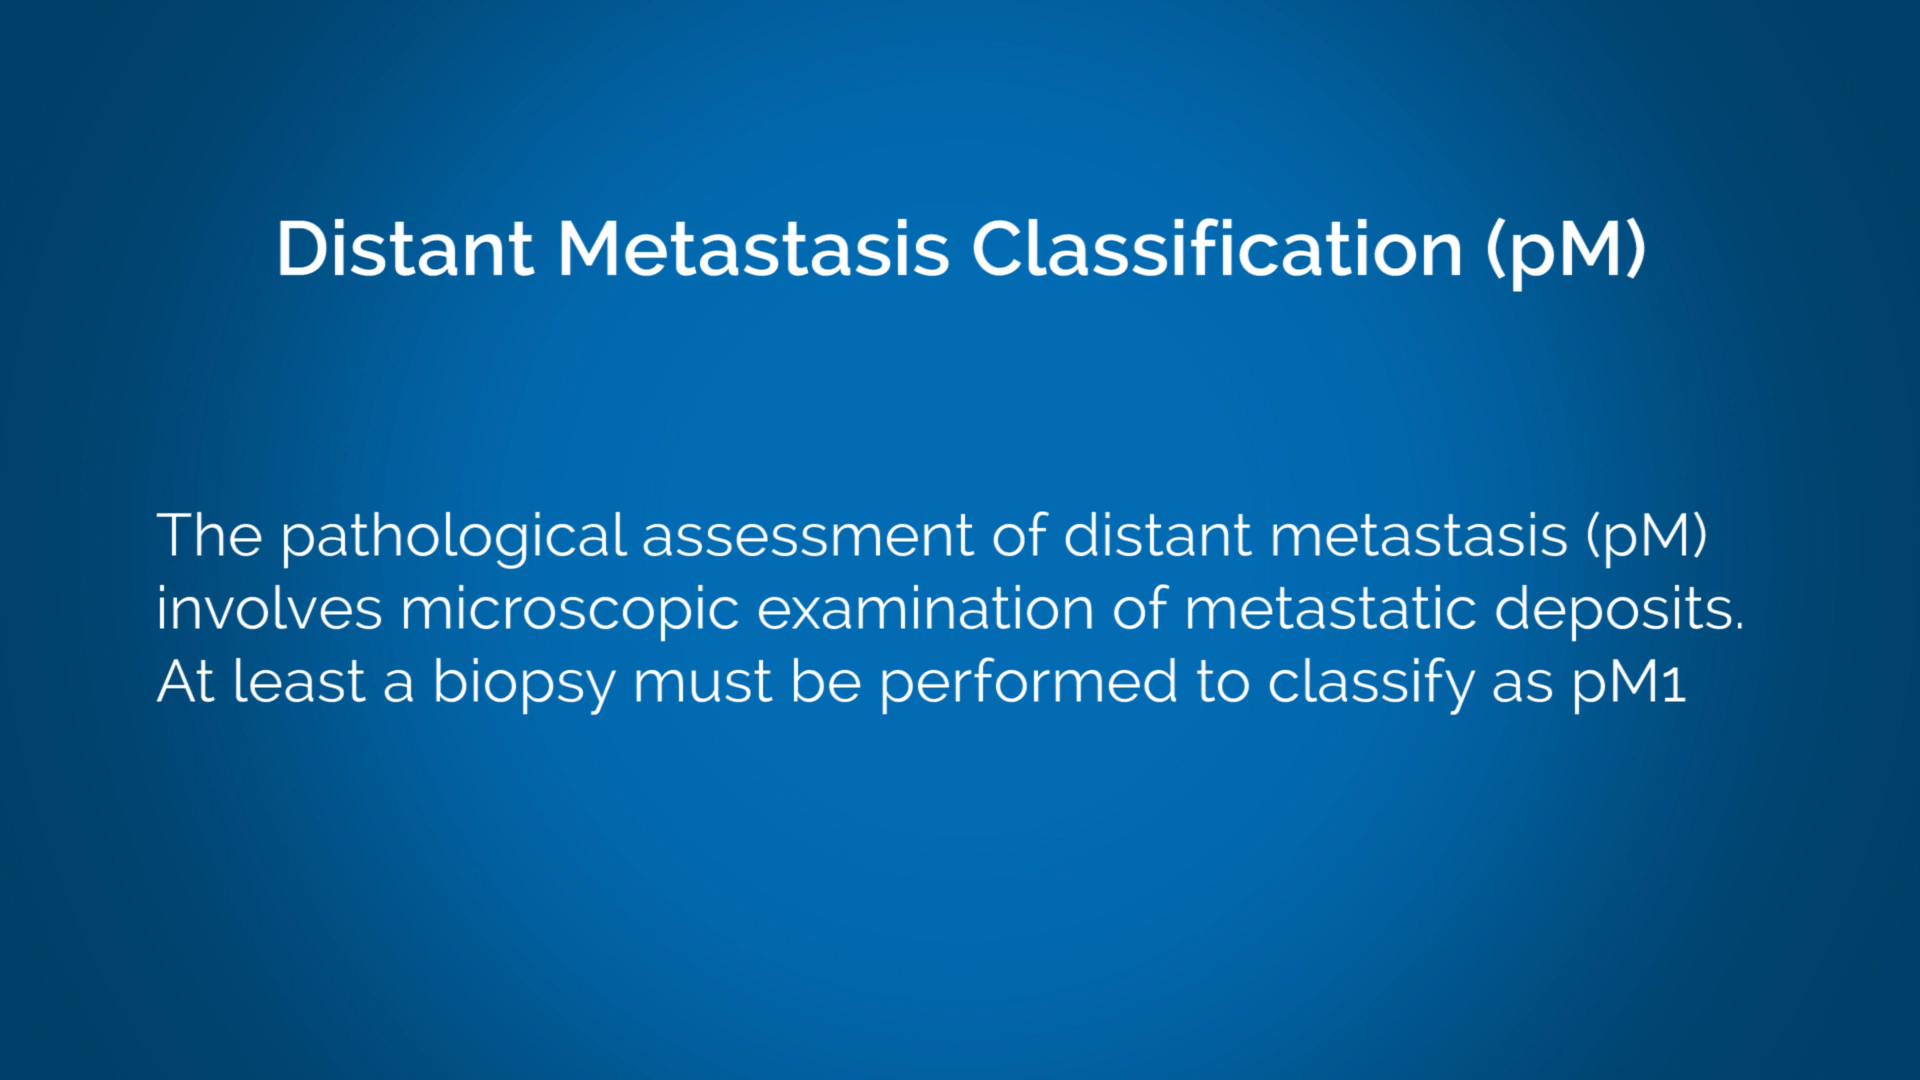 Distant Metastasis Classification (pM)
The pathological assessment of distant metastasis (pM)
involves microscopic examination of metastatic deposits.
At least a biopsy must be performed to classify as pM1